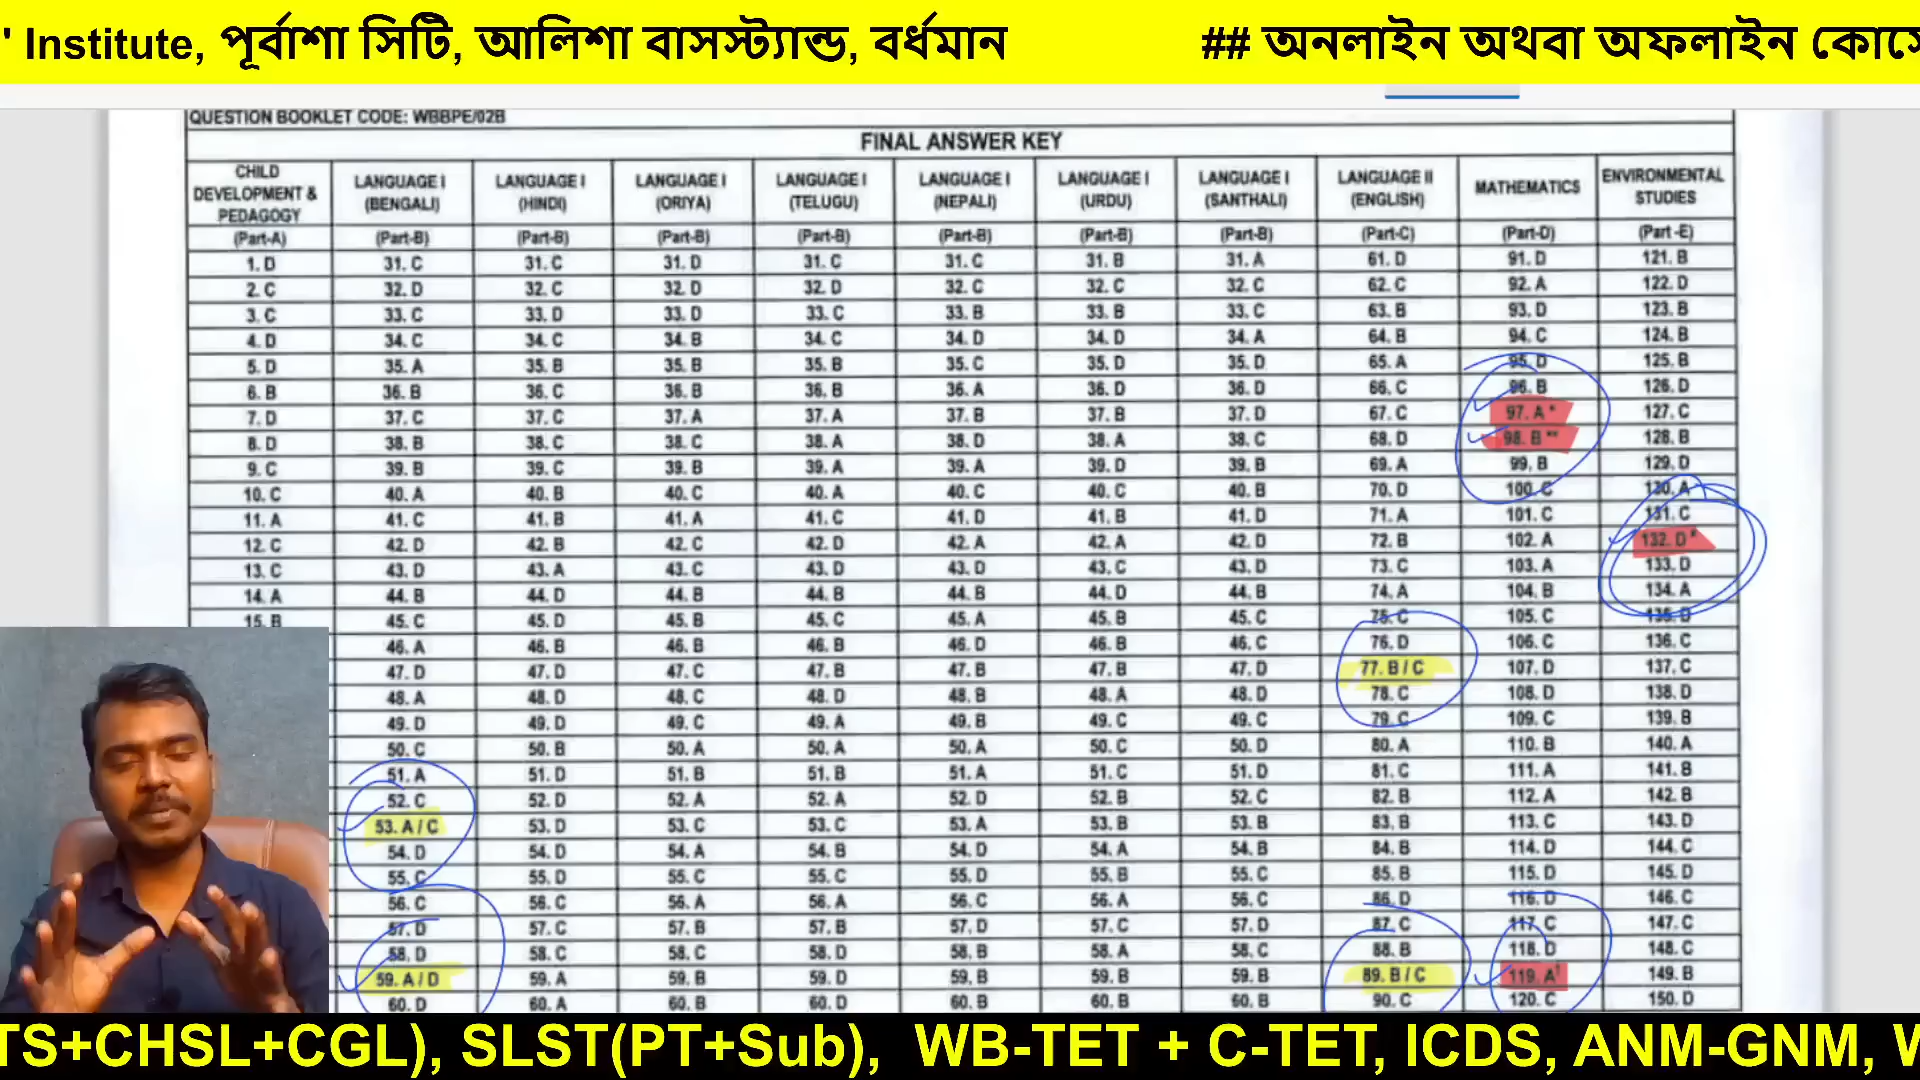 ' Institute, পূর্বাশা সিটি, আলিশা বাসস্ট্যান্ড, বর্ধমান ## অনলাইন অথবা অফলাইন কোর্সে
QUESTION BOOKLET CODE: WBBPE/02B
FINAL ANSWER KEY
CHILD DEVELOPMENT & PEDAGOGY LANGUAGE I (BENGALI) LANGUAGE I (HINDI) LANGUAGE I (ORIYA) LANGUAGE I (TELUGU) LANGUAGE I (NEPALI) LANGUAGE I (URDU) LANGUAGE I (SANTHALI) LANGUAGE II (ENGLISH) MATHEMATICS ENVIRONMENTAL STUDIES
(Part-A) (Part-B) (Part-B) (Part-B) (Part-B) (Part-B) (Part-B) (Part-B) (Part-C) (Part-D) (Part -E)
1. D 31. C 31. C 31. D 31. C 31. C 31. B 31. A 61. D 91. D 121. B
2. C 32. D 32. C 32. D 32. D 32. C 32. C 32. C 62. C 92. A 122. D
3. C 33. C 33. D 33. D 33. C 33. B 33. B 33. C 63. B 93. D 123. B
4. D 34. C 34. C 34. B 34. C 34. D 34. D 34. A 64. B 94. C 124. B
5. D 35. A 35. B 35. B 35. B 35. C 35. D 35. D 65. A 95. D 125. B
6. B 36. B 36. C 36. B 36. B 36. A 36. D 36. D 66. C 96. B 126. D
7. D 37. C 37. C 37. A 37. A 37. B 37. B 37. D 67. C 97. A * 127. C
8. D 38. B 38. C 38. C 38. A 38. D 38. A 38. C 68. D 98. B ** 128. B
9. C 39. B 39. C 39. B 39. A 39. A 39. D 39. B 69. A 99. B 129. D
10. C 40. A 40. B 40. C 40. A 40. C 40. C 40. B 70. D 100. C 130. A
11. A 41. C 41. B 41. A 41. C 41. D 41. B 41. D 71. A 101. C 131. C
12. C 42. D 42. B 42. C 42. D 42. A 42. A 42. D 72. B 102. A 132. D *
13. C 43. D 43. A 43. C 43. D 43. D 43. C 43. D 73. C 103. A 133. D
14. A 44. B 44. D 44. B 44. B 44. B 44. D 44. B 74. A 104. B 134. A
15. B 45. C 45. D 45. B 45. C 45. A 45. B 45. C 75. C 105. C 135. D
46. A 46. B 46. B 46. B 46. D 46. B 46. C 76. D 106. C 136. C
47. D 47. D 47. C 47. B 47. B 47. B 47. D 77. B / C 107. D 137. C
48. A 48. D 48. C 48. D 48. B 48. A 48. D 78. C 108. D 138. D
49. D 49. D 49. C 49. A 49. B 49. C 49. C 79. C 109. C 139. B
50. C 50. B 50. A 50. A 50. A 50. C 50. D 80. A 110. B 140. A
51. A 51. D 51. B 51. B 51. A 51. C 51. D 81. C 111. A 141. B
52. C 52. D 52. A 52. A 52. D 52. B 52. C 82. B 112. A 142. B
53. A / C 53. D 53. C 53. C 53. A 53. B 53. B 83. B 113. C 143. D
54. D 54. D 54. A 54. B 54. D 54. A 54. B 84. B 114. D 144. C
55. C 55. D 55. C 55. C 55. D 55. B 55. C 85. B 115. D 145. D
56. C 56. C 56. A 56. A 56. C 56. A 56. C 86. D 116. D 146. C
57. D 57. C 57. B 57. B 57. D 57. C 57. D 87. C 117. C 147. C
58. D 58. C 58. C 58. D 58. B 58. A 58. C 88. B 118. D 148. C
59. A / D 59. A 59. B 59. D 59. B 59. B 59. B 89. B / C 119. A† 149. B
60. D 60. A 60. B 60. D 60. B 60. B 60. B 90. C 120. C 150. D
TS+CHSL+CGL), SLST(PT+Sub), WB-TET + C-TET, ICDS, ANM-GNM, W